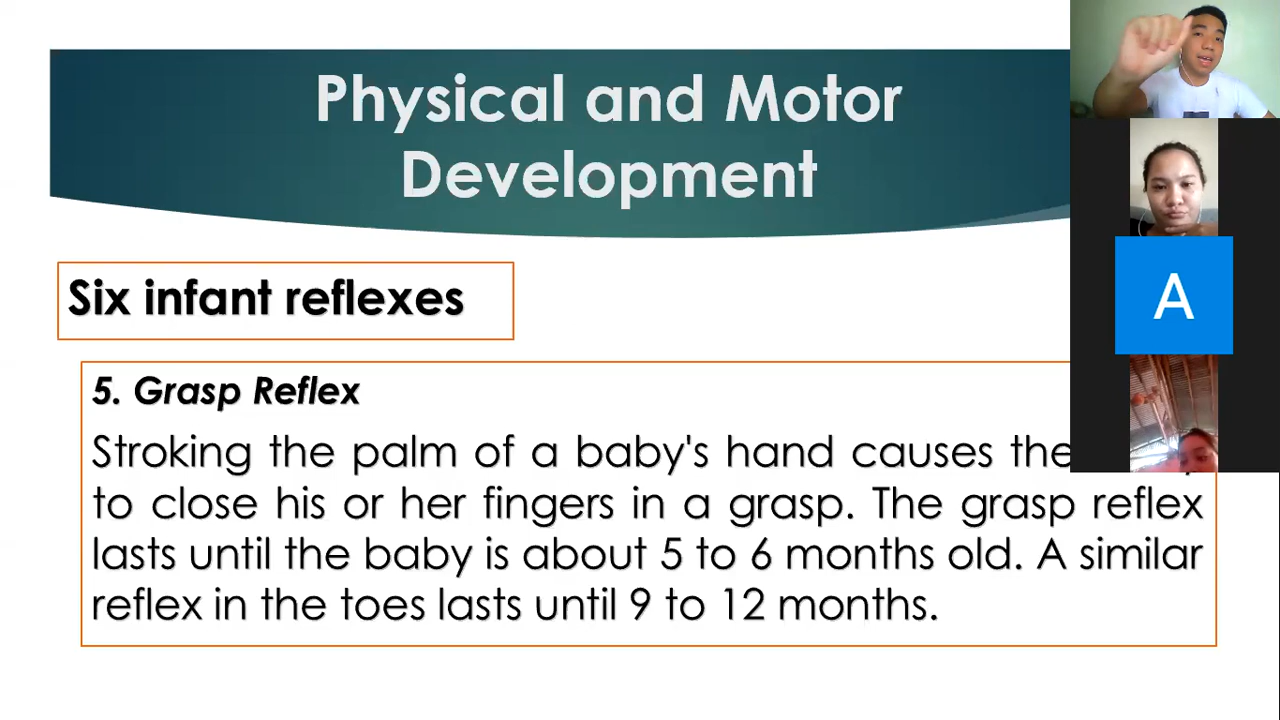 Physical and Motor
Development
Six infant reflexes
5. Grasp Reflex
Stroking the palm of a baby's hand causes the
to close his or her fingers in a grasp. The grasp reflex
lasts until the baby is about 5 to 6 months old. A similar
reflex in the toes lasts until 9 to 12 months.
A